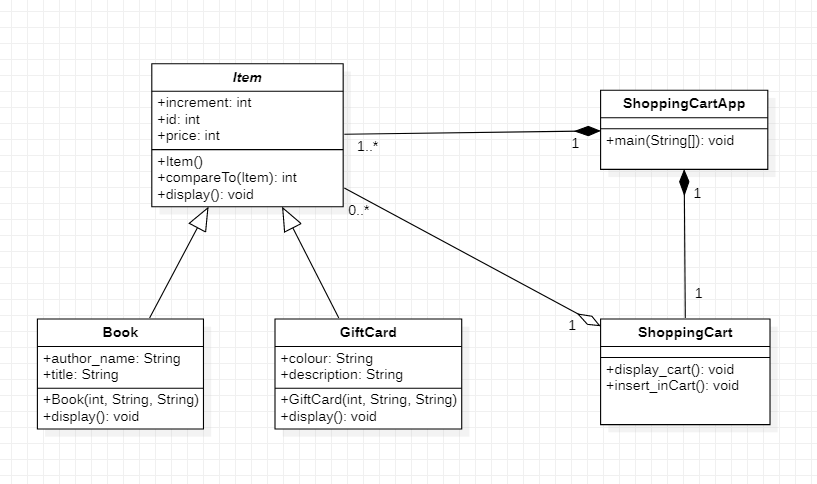 Item
+increment: int
+id: int
+price: int
+Item()
+compareTo(Item): int
+display(): void
ShoppingCartApp
+main(String[]): void
1..*
1
1
0..*
1
1
Book
+author_name: String
+title: String
+Book(int, String, String)
+display(): void
GiftCard
+colour: String
+description: String
+GiftCard(int, String, String)
+display(): void
ShoppingCart
+display_cart(): void
+insert_inCart(): void